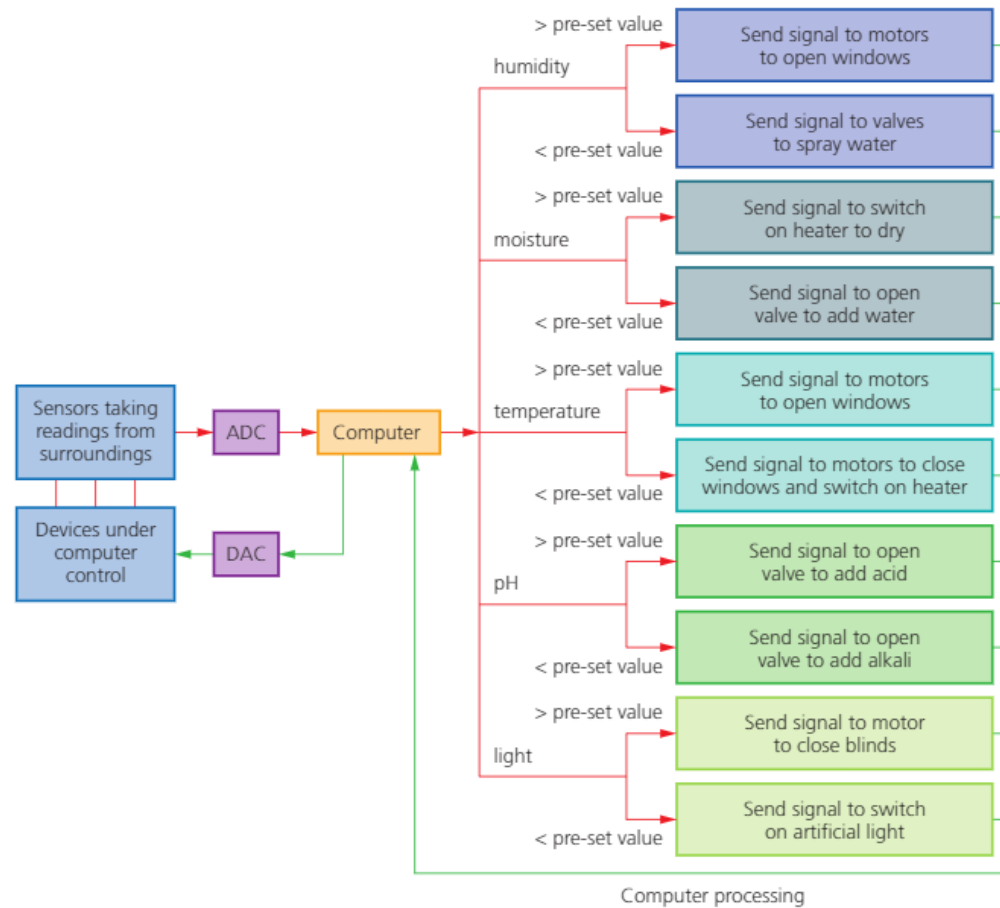 > pre-set value
Send signal to motors
to open windows
humidity
Send signal to valves
to spray water
< pre-set value
> pre-set value
Send signal to switch
on heater to dry
moisture
Send signal to open
valve to add water
< pre-set value
> pre-set value
Send signal to motors
to open windows
temperature
Send signal to motors to close
windows and switch on heater
< pre-set value
Sensors taking
readings from
surroundings
ADC
Computer
Devices under
computer
control
DAC
> pre-set value
Send signal to open
valve to add acid
pH
Send signal to open
valve to add alkali
< pre-set value
> pre-set value
Send signal to motor
to close blinds
light
Send signal to switch
on artificial light
< pre-set value
Computer processing